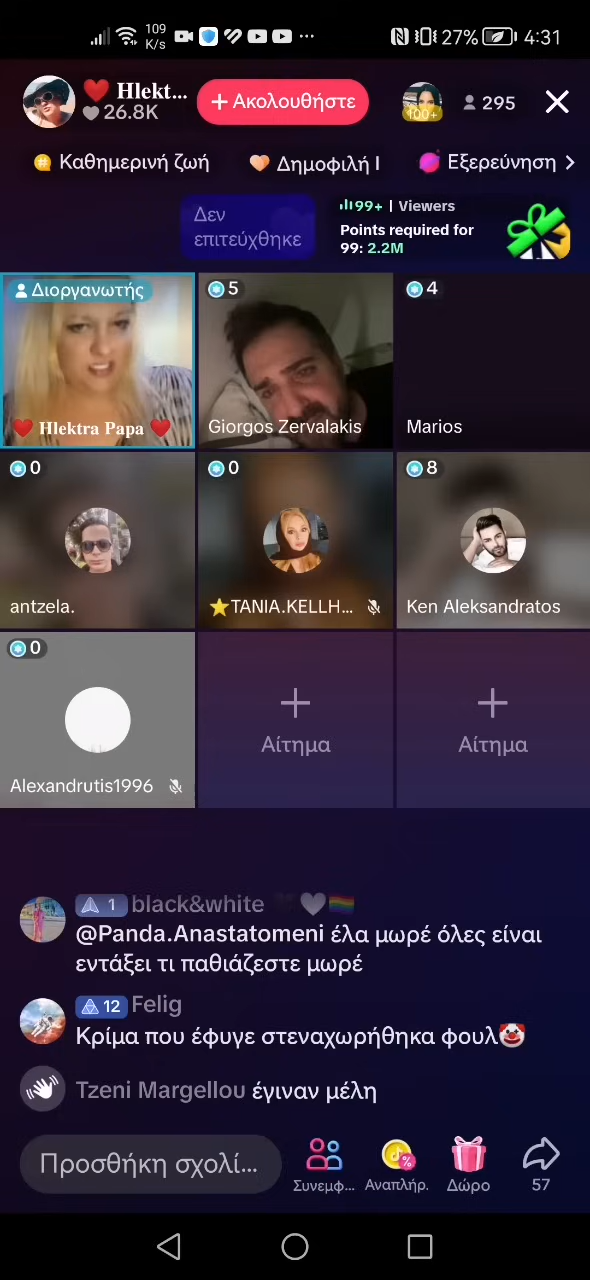 109
K/s
27%
4:31
❤️ Hlekt...
26.8K
+ Ακολουθήστε
100+
295
Καθημερινή ζωή
Δημοφιλή l
Εξερεύνηση
Δεν
επιτεύχθηκε
99+ | Viewers
Points required for
99: 2.2M
Διοργανωτής
5
4
❤️ Hlektra Papa ❤️
Giorgos Zervalakis
Marios
0
0
8
antzela.
⭐TANIA.KELLH...
Ken Aleksandratos
0
Αίτημα
Αίτημα
Alexandrutis1996
1 black&white 🖤🤍🏳️‍🌈
@Panda.Anastatomeni έλα μωρέ όλες είναι
εντάξει τι παθιάζεστε μωρέ
12 Felig
Κρίμα που έφυγε στεναχωρήθηκα φουλ🤡
Tzeni Margellou έγιναν μέλη
Προσθήκη σχολί...
Συνεμφ...
Αναπλήρ.
Δώρο
57